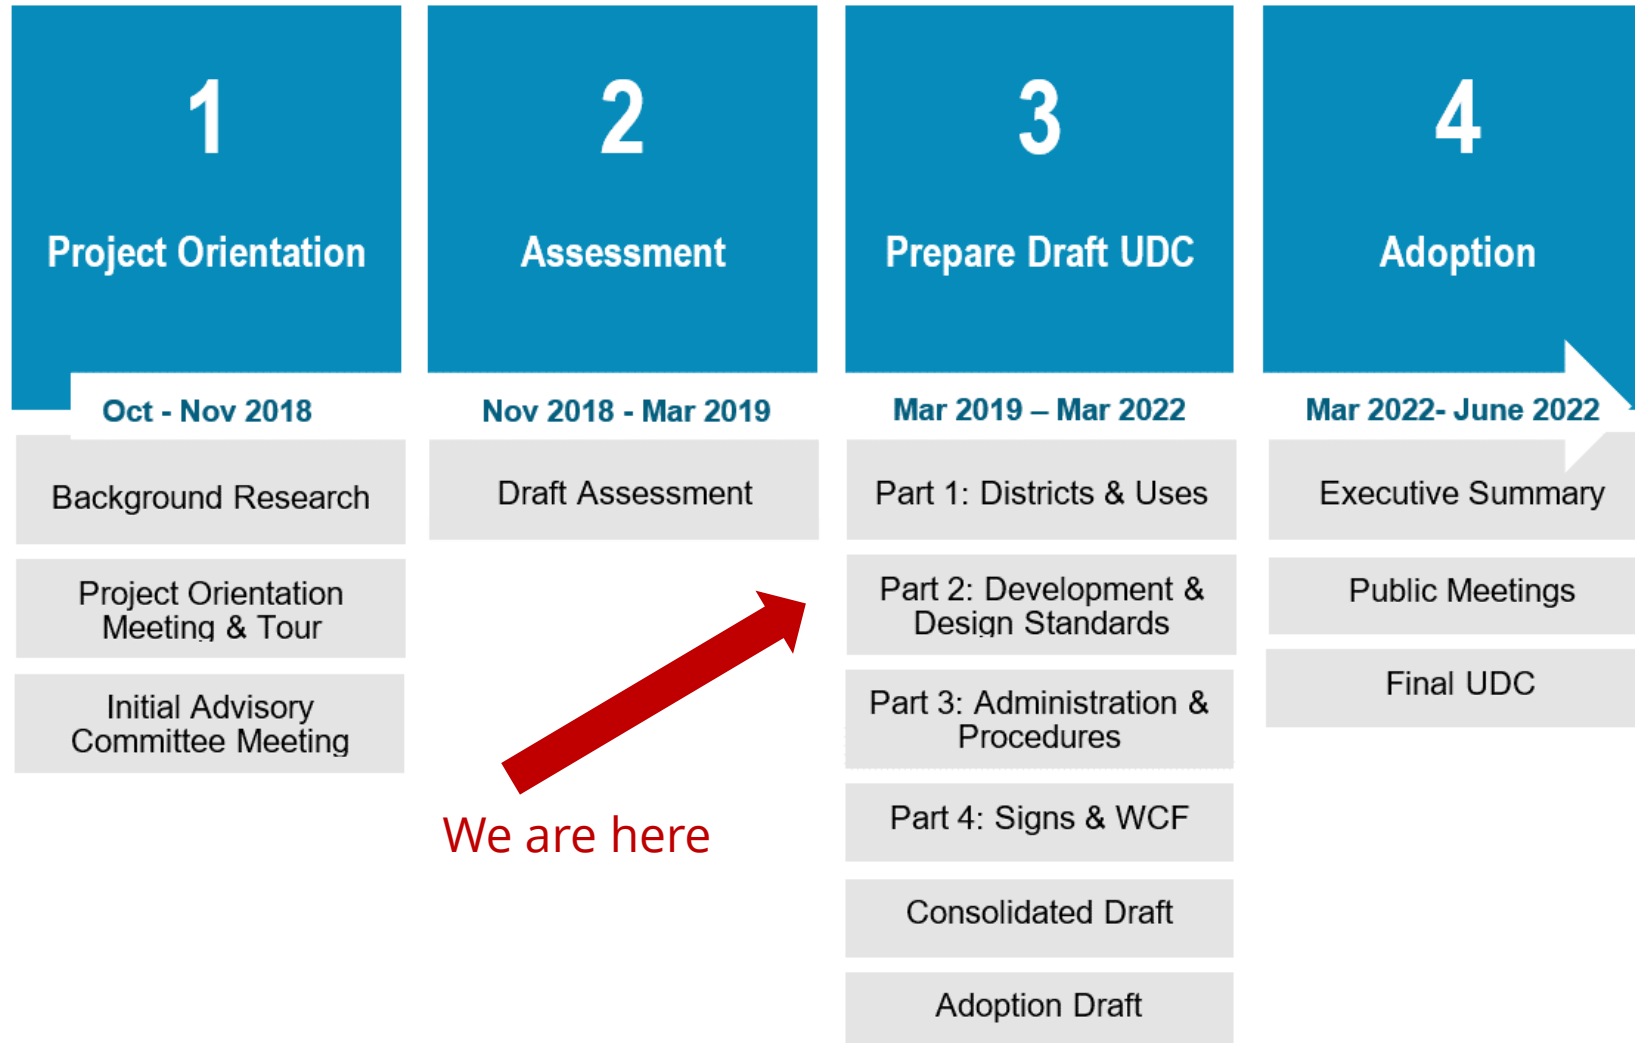 1
Project Orientation
Oct - Nov 2018
Background Research
Project Orientation
Meeting & Tour
Initial Advisory
Committee Meeting
2
Assessment
Nov 2018 - Mar 2019
Draft Assessment
We are here
3
Prepare Draft UDC
Mar 2019 – Mar 2022
Part 1: Districts & Uses
Part 2: Development &
Design Standards
Part 3: Administration &
Procedures
Part 4: Signs & WCF
Consolidated Draft
Adoption Draft
4
Adoption
Mar 2022- June 2022
Executive Summary
Public Meetings
Final UDC